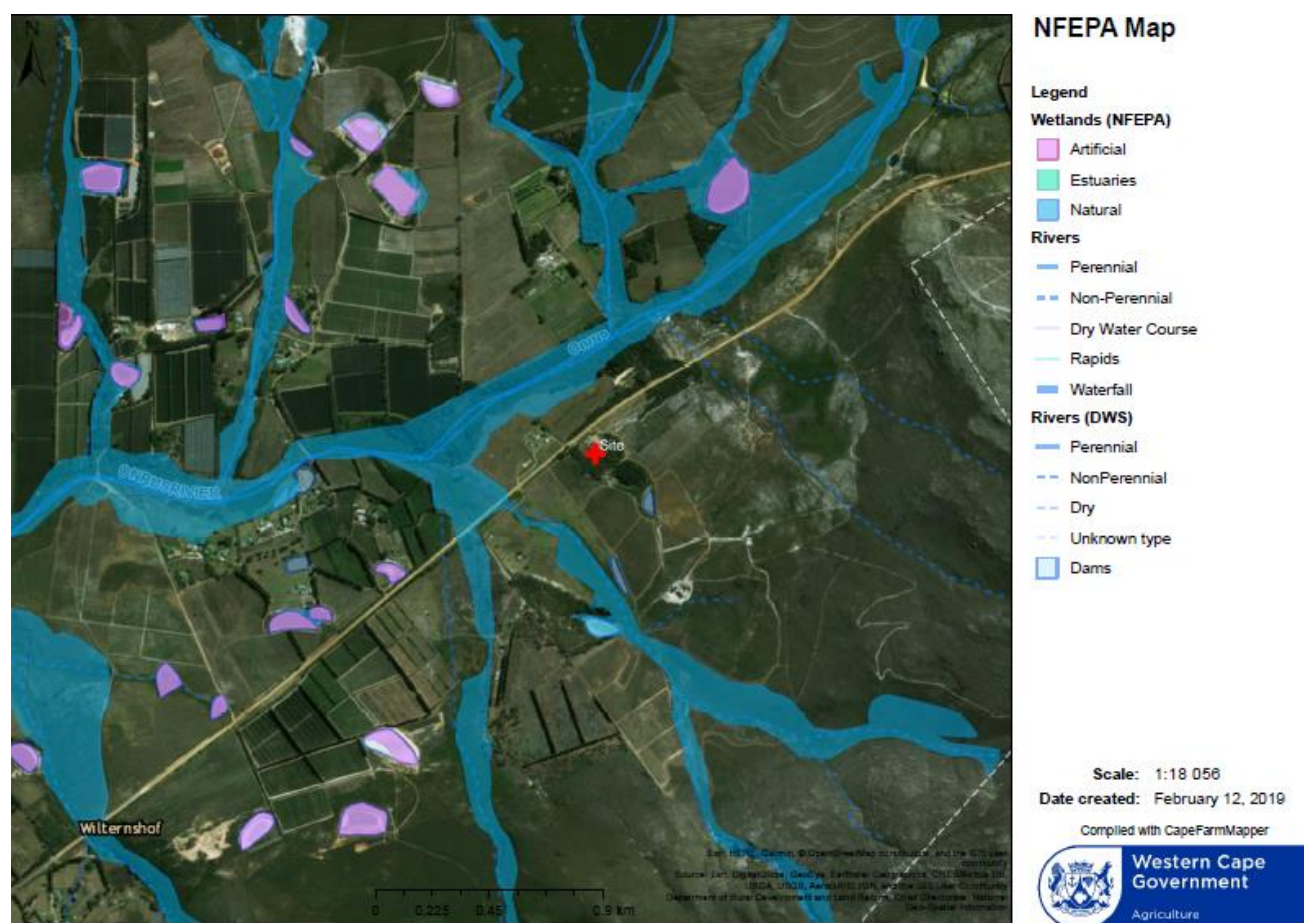 NFEPA Map
Legend
Wetlands (NFEPA)
Artificial
Estuaries
Natural
Rivers
Perennial
Non-Perennial
Dry Water Course
Rapids
Waterfall
Rivers (DWS)
Perennial
NonPerennial
Dry
Unknown type
Dams
N
Onrus
Site
ONRUSRIVIER
Wilternshof
0 0.225 0.45 0.9 km
Scale: 1:18 056
Date created: February 12, 2019
Compiled with CapeFarmMapper
Western Cape
Government
Agriculture